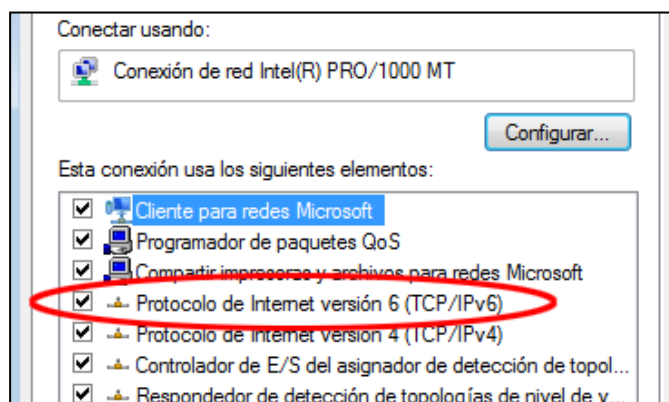 Conectar usando:
Conexión de red Intel(R) PRO/1000 MT
Configurar...
Esta conexión usa los siguientes elementos:
Cliente para redes Microsoft
Programador de paquetes QoS
Compartir impresoras y archivos para redes Microsoft
Protocolo de Internet versión 6 (TCP/IPv6)
Protocolo de Internet versión 4 (TCP/IPv4)
Controlador de E/S del asignador de detección de topol...
Respondedor de detección de topologías de nivel de v...